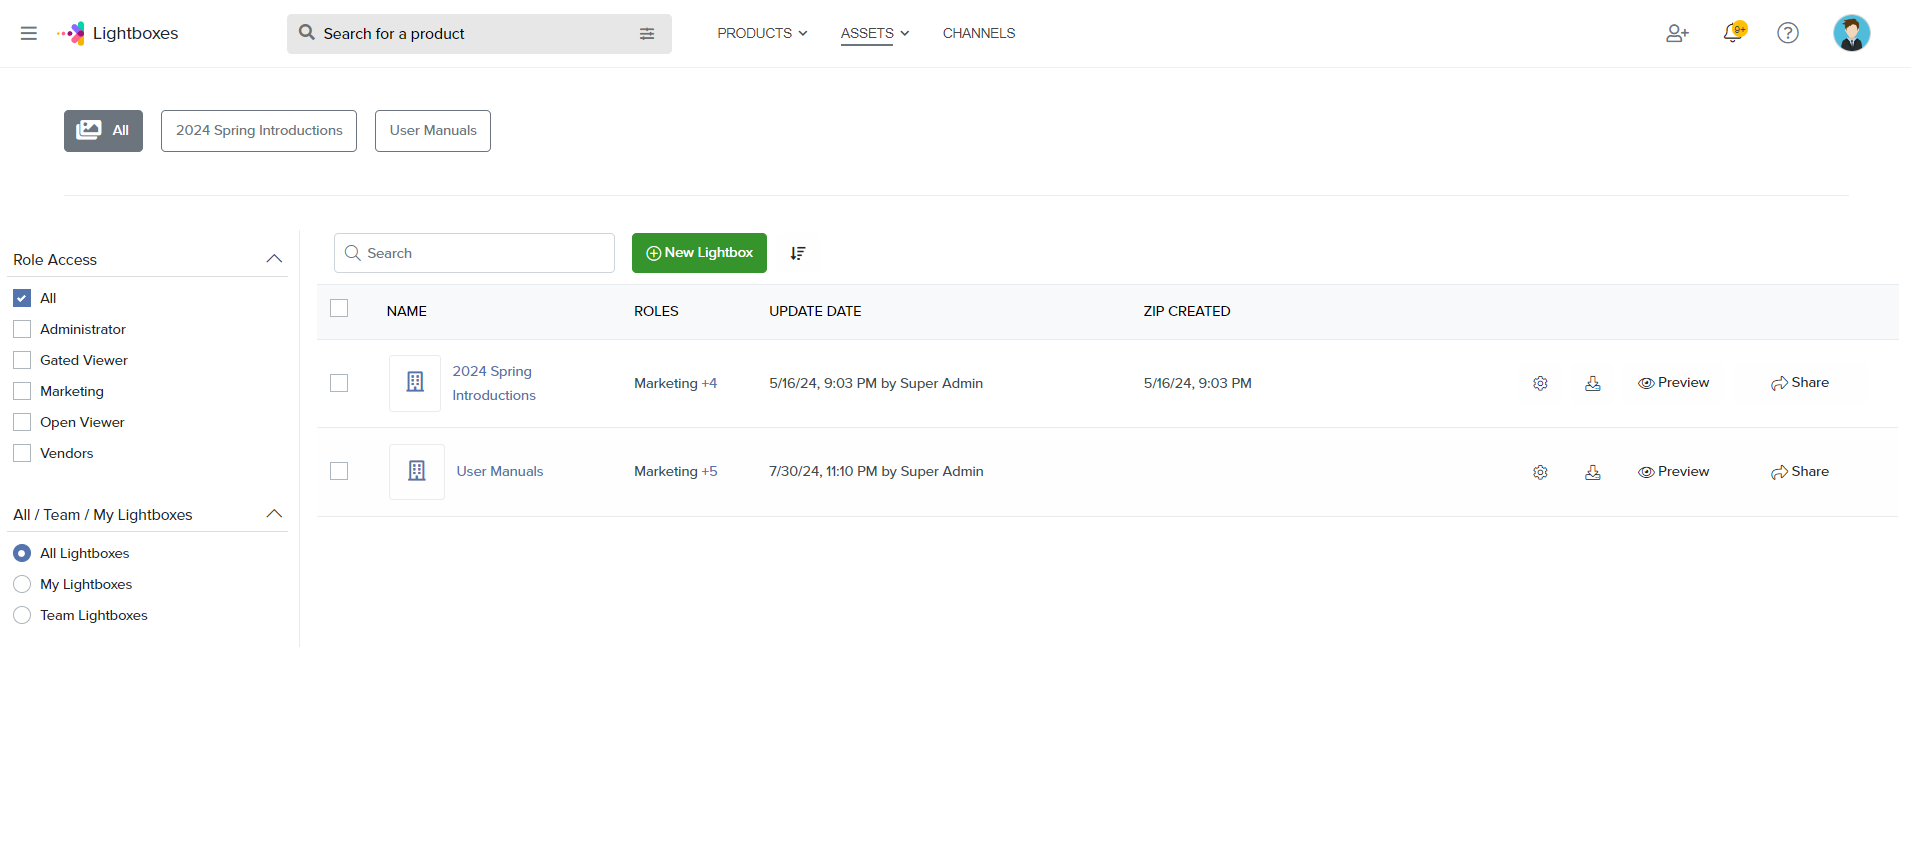 Lightboxes
Search for a product
PRODUCTS
ASSETS
CHANNELS
9+
All
2024 Spring Introductions
User Manuals
Role Access
All
Administrator
Gated Viewer
Marketing
Open Viewer
Vendors
All / Team / My Lightboxes
All Lightboxes
My Lightboxes
Team Lightboxes
Search
New Lightbox
NAME ROLES UPDATE DATE ZIP CREATED
2024 Spring
Introductions
Marketing +4 5/16/24, 9:03 PM by Super Admin 5/16/24, 9:03 PM Preview Share
User Manuals Marketing +5 7/30/24, 11:10 PM by Super Admin Preview Share